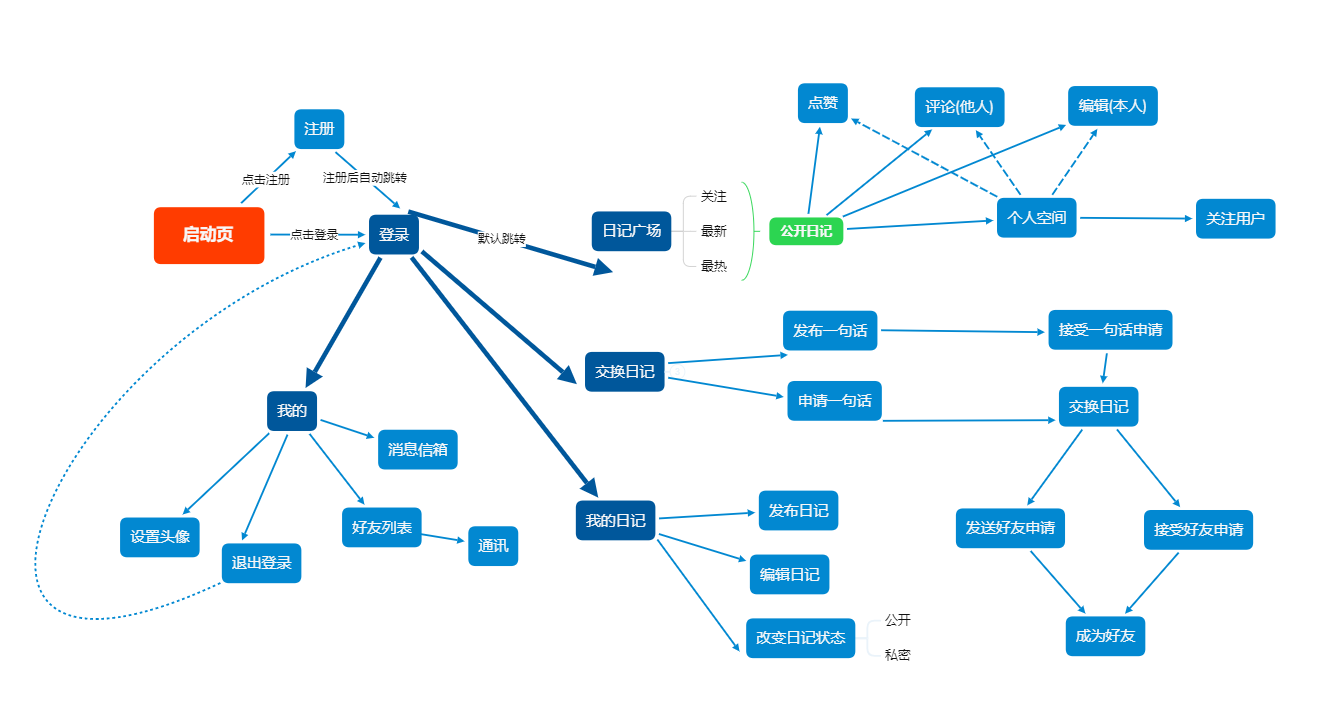 点赞
评论(他人)
编辑(本人)
注册
点击注册
注册后自动跳转
启动页
点击登录
登录
默认跳转
日记广场
关注
最新
最热
公开日记
个人空间
关注用户
发布一句话
接受一句话申请
交换日记
申请一句话
交换日记
我的
消息信箱
设置头像
退出登录
好友列表
通讯
我的日记
发布日记
编辑日记
改变日记状态
公开
私密
发送好友申请
接受好友申请
成为好友